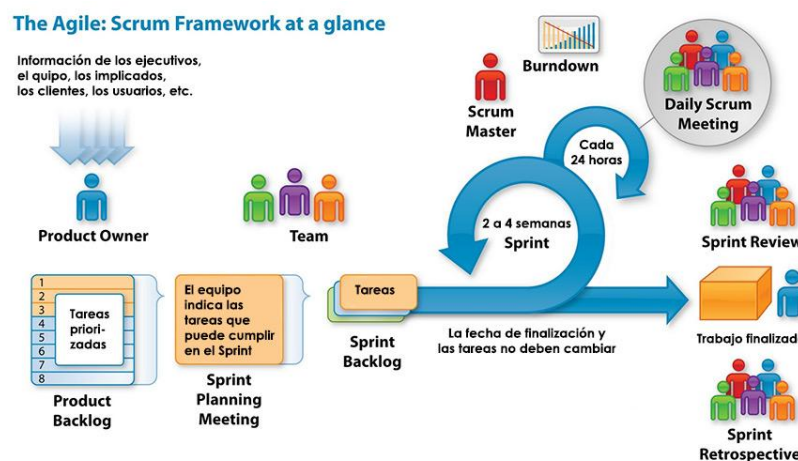 The Agile: Scrum Framework at a glance
Información de los ejecutivos,
el quipo, los implicados,
los clientes, los usuarios, etc.
Product Owner
Team
Scrum
Master
Burndown
Daily Scrum
Meeting
Cada
24 horas
2 a 4 semanas
Sprint
Sprint Review
1
2
3
4
5
6
7
8
Tareas
priori-
zadas
Product
Backlog
El equipo
indica las
tareas que
puede cumplir
en el Sprint
Sprint
Planning
Meeting
Tareas
Sprint
Backlog
La fecha de finalización y
las tareas no deben cambiar
Trabajo finalizad
Sprint
Retrospective